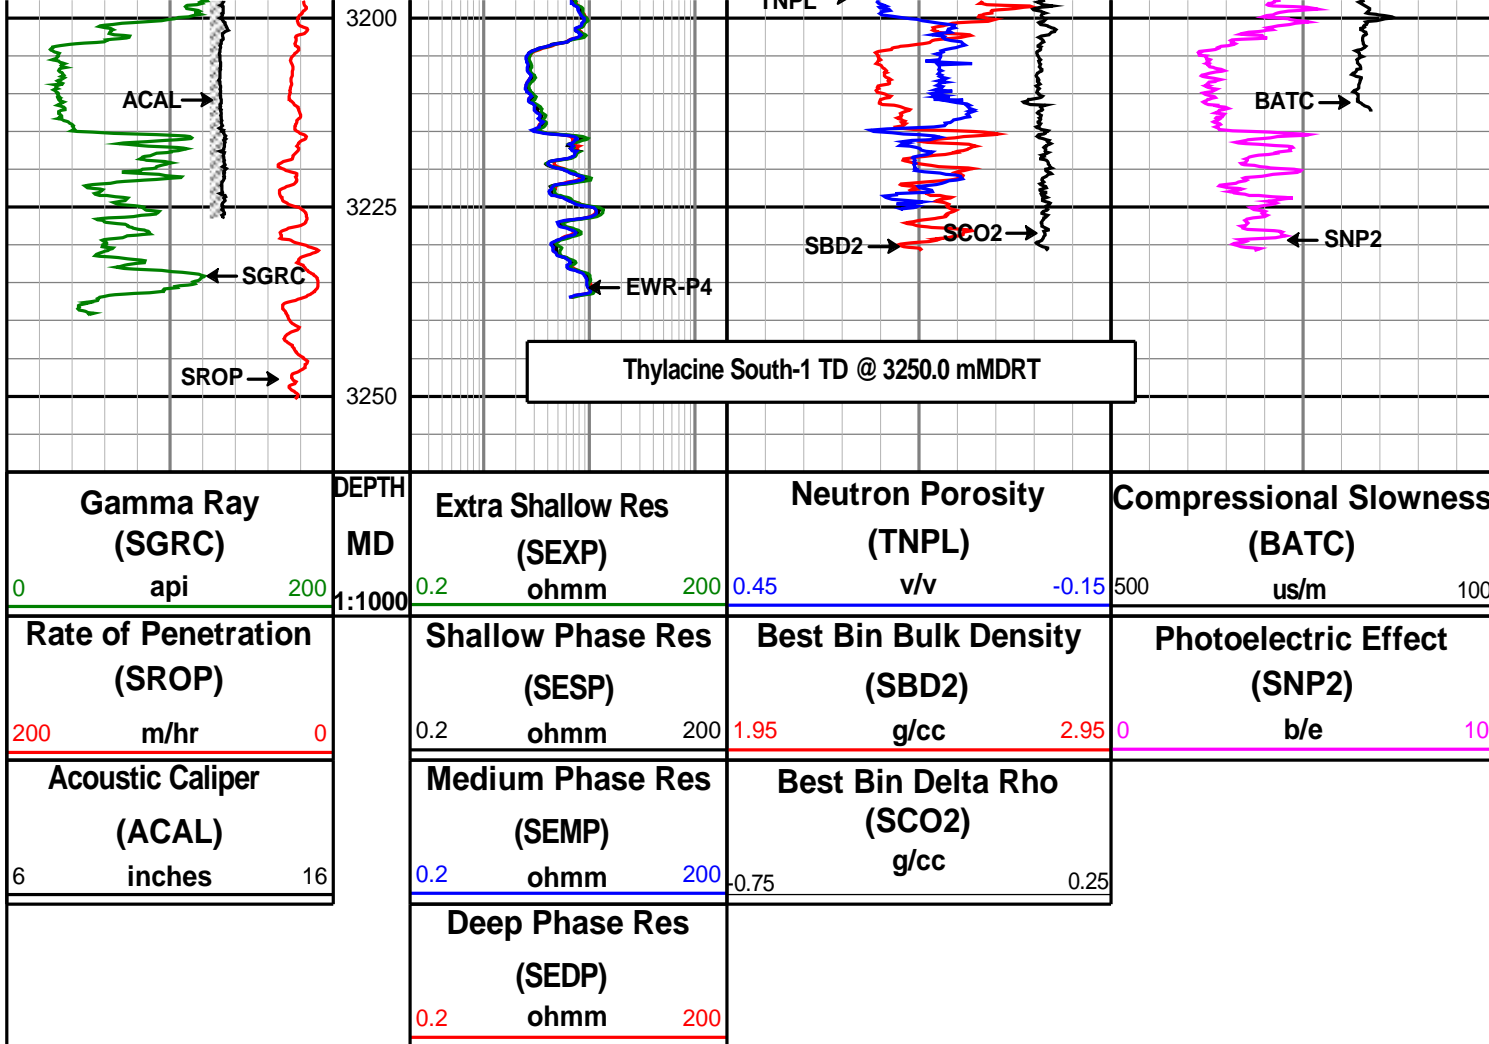 TNPL
3200
ACAL
BATC
3225
SGRC
SBD2
SCO2
SNP2
EWR-P4
SROP
Thylacine South-1 TD @ 3250.0 mMDRT
3250
Gamma Ray
(SGRC)
0 api 200
DEPTH
MD
1:1000
Extra Shallow Res
(SEXP)
0.2 ohmm 200
Neutron Porosity
(TNPL)
0.45 v/v -0.15
Compressional Slowness
(BATC)
500 us/m 100
Rate of Penetration
(SROP)
200 m/hr 0
Shallow Phase Res
(SESP)
0.2 ohmm 200
Best Bin Bulk Density
(SBD2)
1.95 g/cc 2.95
Photoelectric Effect
(SNP2)
0 b/e 10
Acoustic Caliper
(ACAL)
6 inches 16
Medium Phase Res
(SEMP)
0.2 ohmm 200
Best Bin Delta Rho
(SCO2)
g/cc
-0.75 0.25
Deep Phase Res
(SEDP)
0.2 ohmm 200